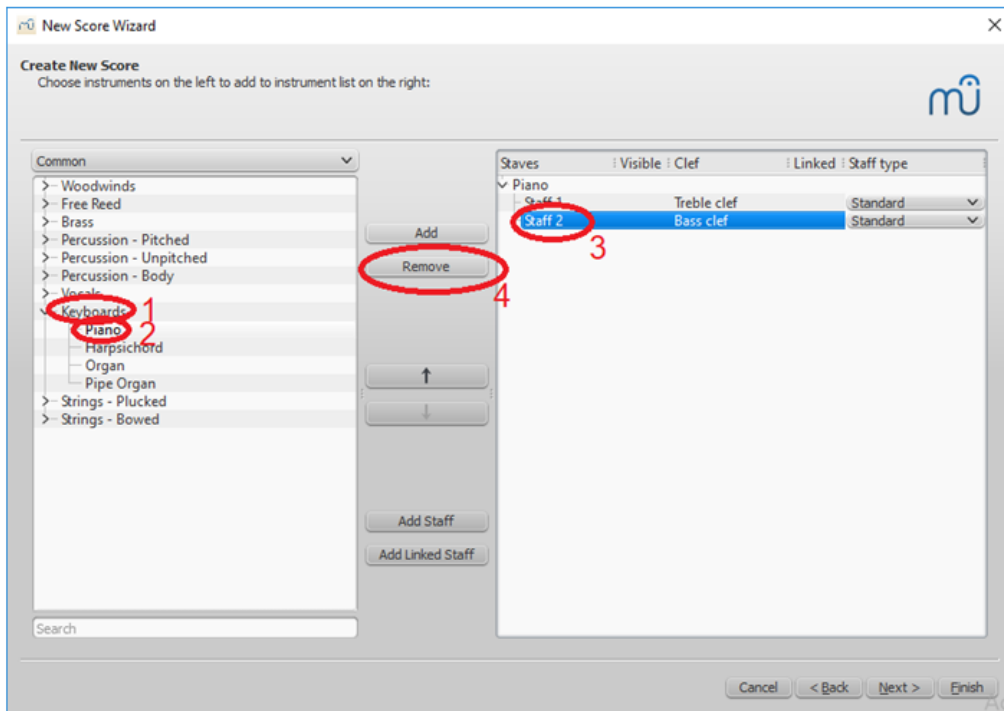 New Score Wizard
Create New Score
Choose instruments on the left to add to instrument list on the right:
mu
Common
Woodwinds
Free Reed
Brass
Percussion - Pitched
Percussion - Unpitched
Percussion - Body
Vocals
Keyboards 1
Piano 2
Harpsichord
Organ
Pipe Organ
Strings - Plucked
Strings - Bowed
Search
Add
Remove
4
Add Staff
Add Linked Staff
Staves Visible Clef Linked Staff type
Piano
Staff 1 Treble clef Standard
Staff 2 Bass clef Standard
3
Cancel < Back Next > Finish